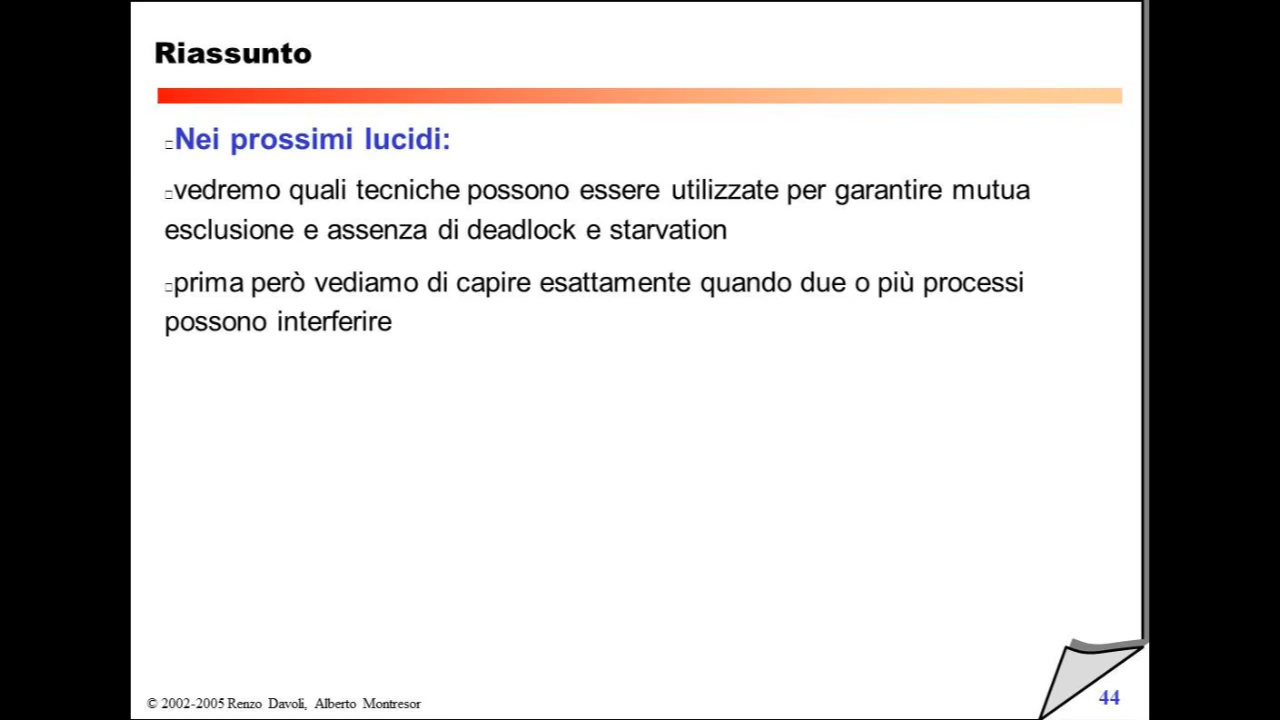 Riassunto
Nei prossimi lucidi:
vedremo quali tecniche possono essere utilizzate per garantire mutua
esclusione e assenza di deadlock e starvation
prima però vediamo di capire esattamente quando due o più processi
possono interferire
© 2002-2005 Renzo Davoli, Alberto Montresor
44